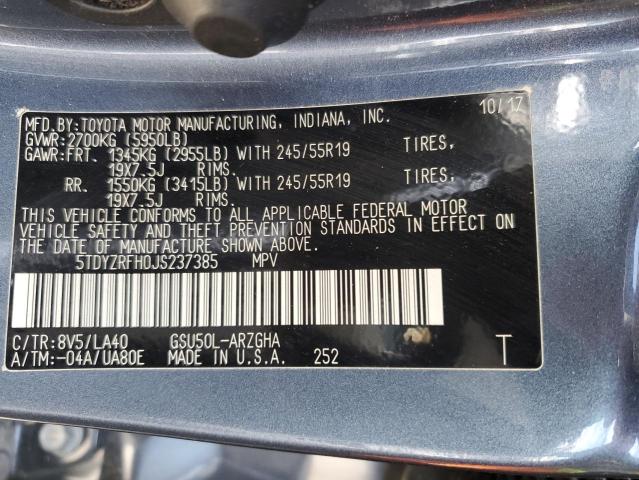 10/17
MFD.BY:TOYOTA MOTOR MANUFACTURING, INDIANA, INC.
GVWR:2700KG (5950LB)
GAWR:FRT. 1345KG (2955LB) WITH 245/55R19 TIRES,
19X7.5J RIMS.
RR. 1550KG (3415LB) WITH 245/55R19 TIRES,
19X7.5J RIMS.
THIS VEHICLE CONFORMS TO ALL APPLICABLE FEDERAL MOTOR
VEHICLE SAFETY AND THEFT PREVENTION STANDARDS IN EFFECT ON
THE DATE OF MANUFACTURE SHOWN ABOVE.
5TDYZRFH0JS237385 MPV
C/TR:8V5/LA40 GSU50L-ARZGHA
A/TM:-04A/UA80E MADE IN U.S.A. 252 T